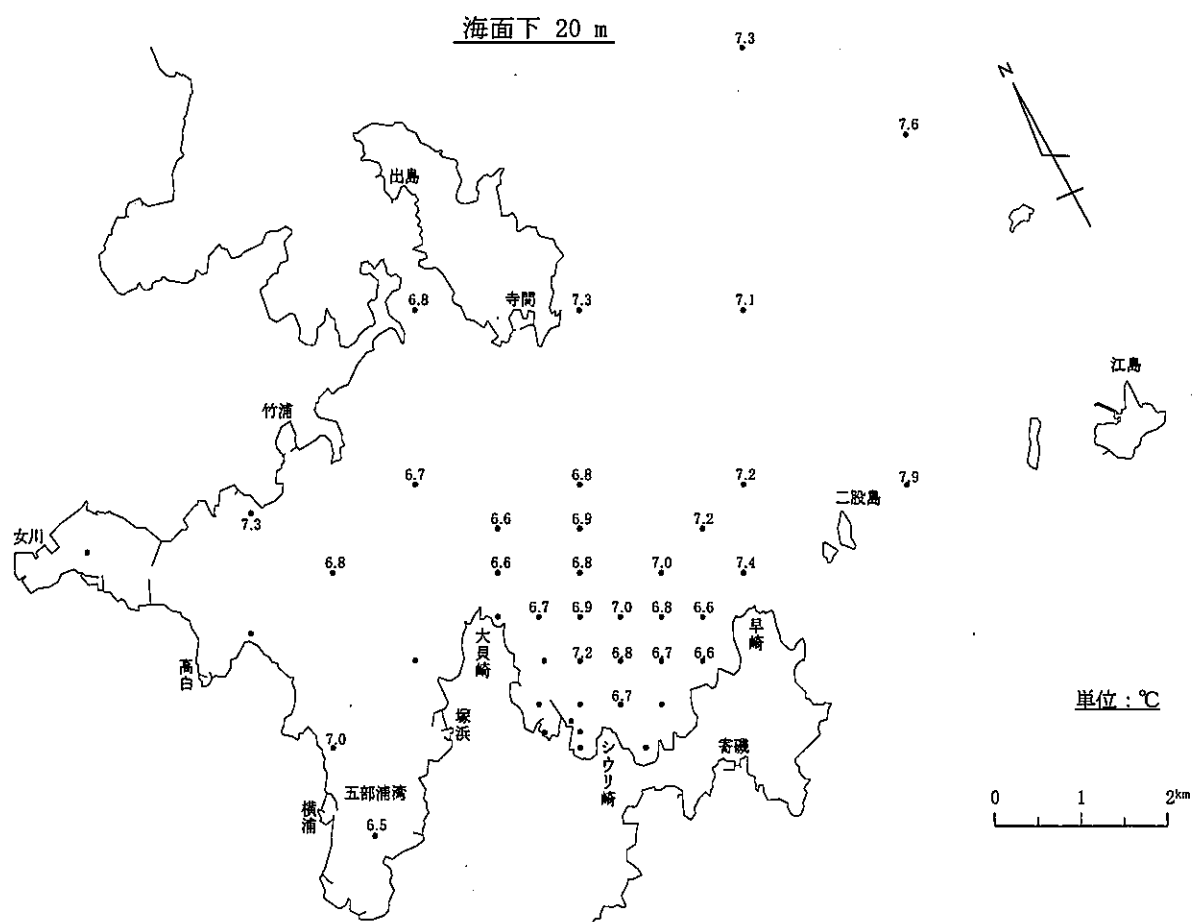 海面下 20 m
7.3
N
7.6
出島
6.8
寺間
7.3
7.1
江島
竹浦
6.7
6.8
7.2
7.9
二股島
7.3
6.6
6.9
7.2
女川
6.8
6.6
6.8
7.0
7.4
6.7
6.9
7.0
6.8
6.6
早崎
大貝崎
高白
7.2
6.8
6.7
6.6
6.7
単位:℃
塚浜
7.0
シウリ崎
寄磯
五部浦湾
横浦
6.5
0 1 2km